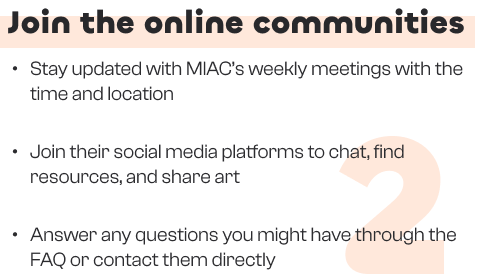 Join the online communities
• Stay updated with MIAC's weekly meetings with the
time and location
• Join their social media platforms to chat, find
resources, and share art
• Answer any questions you might have through the
FAQ or contact them directly
2